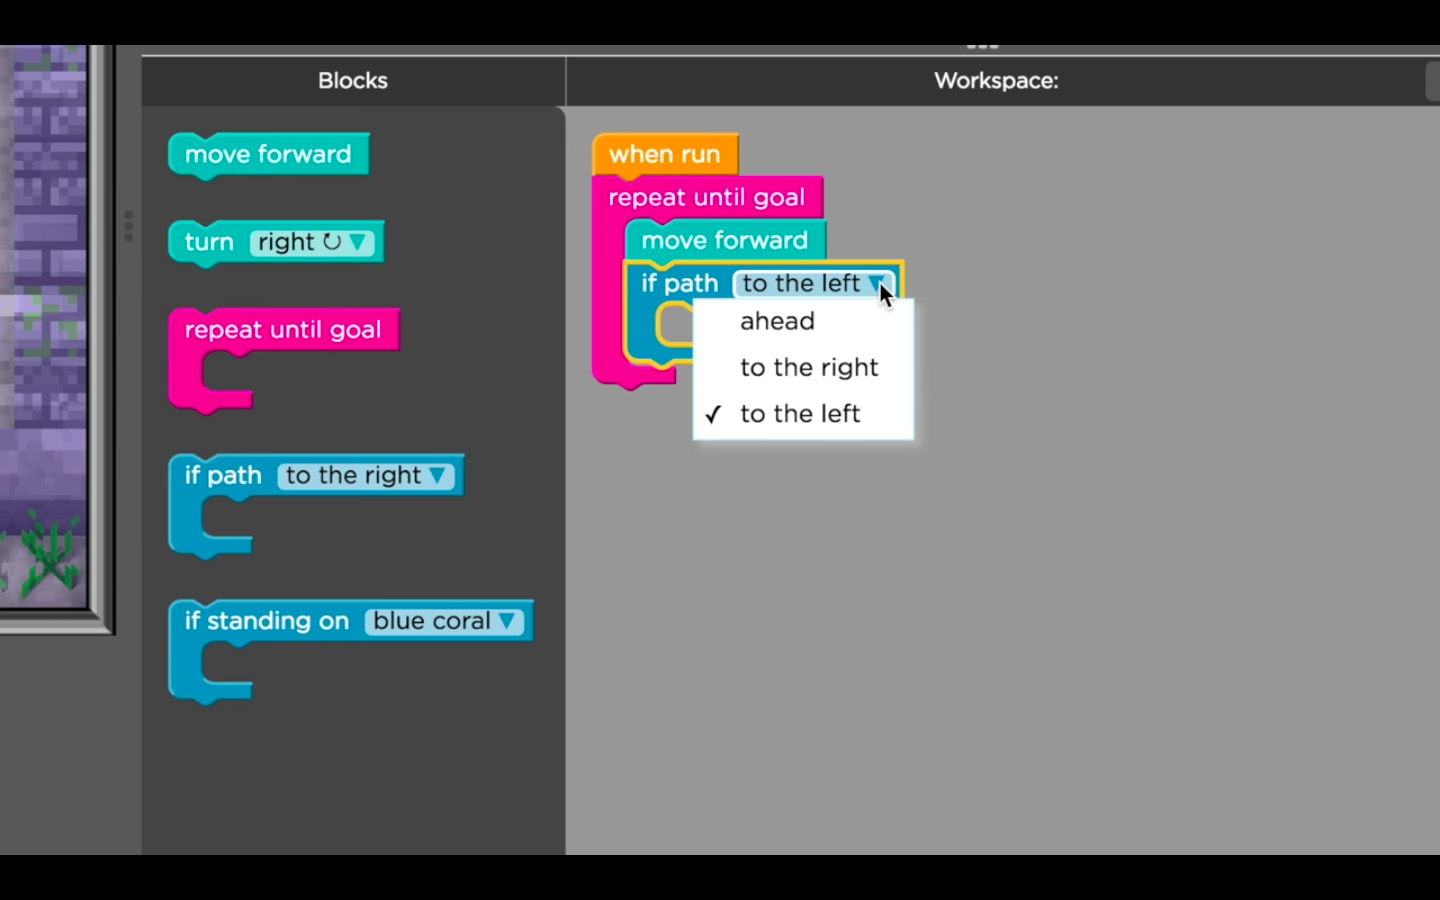 Blocks
Workspace:
move forward
turn right
repeat until goal
if path to the right
if standing on blue coral
when run
repeat until goal
move forward
if path to the left
ahead
to the right
✓ to the left